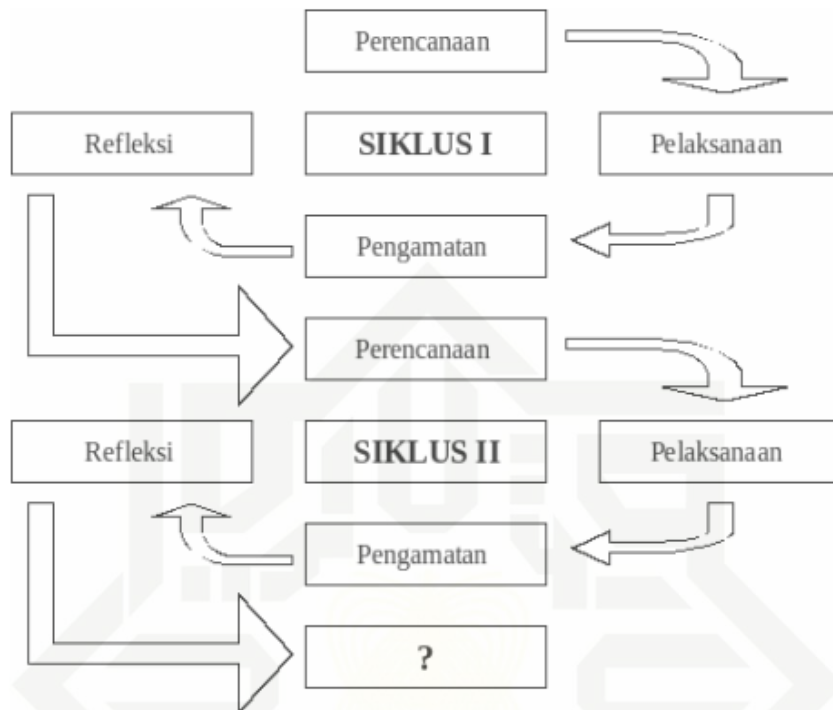 Perencanaan
Refleksi
SIKLUS I
Pelaksanaan
Pengamatan
Perencanaan
Refleksi
SIKLUS II
Pelaksanaan
Pengamatan
?